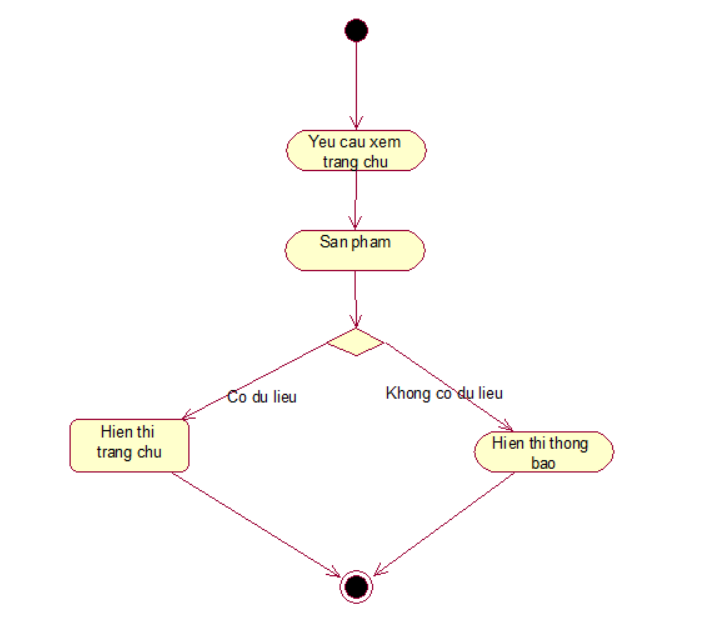 Yeu cau xem
trang chu
San pham
Co du lieu
Khong co du lieu
Hien thi
trang chu
Hien thi thong
bao